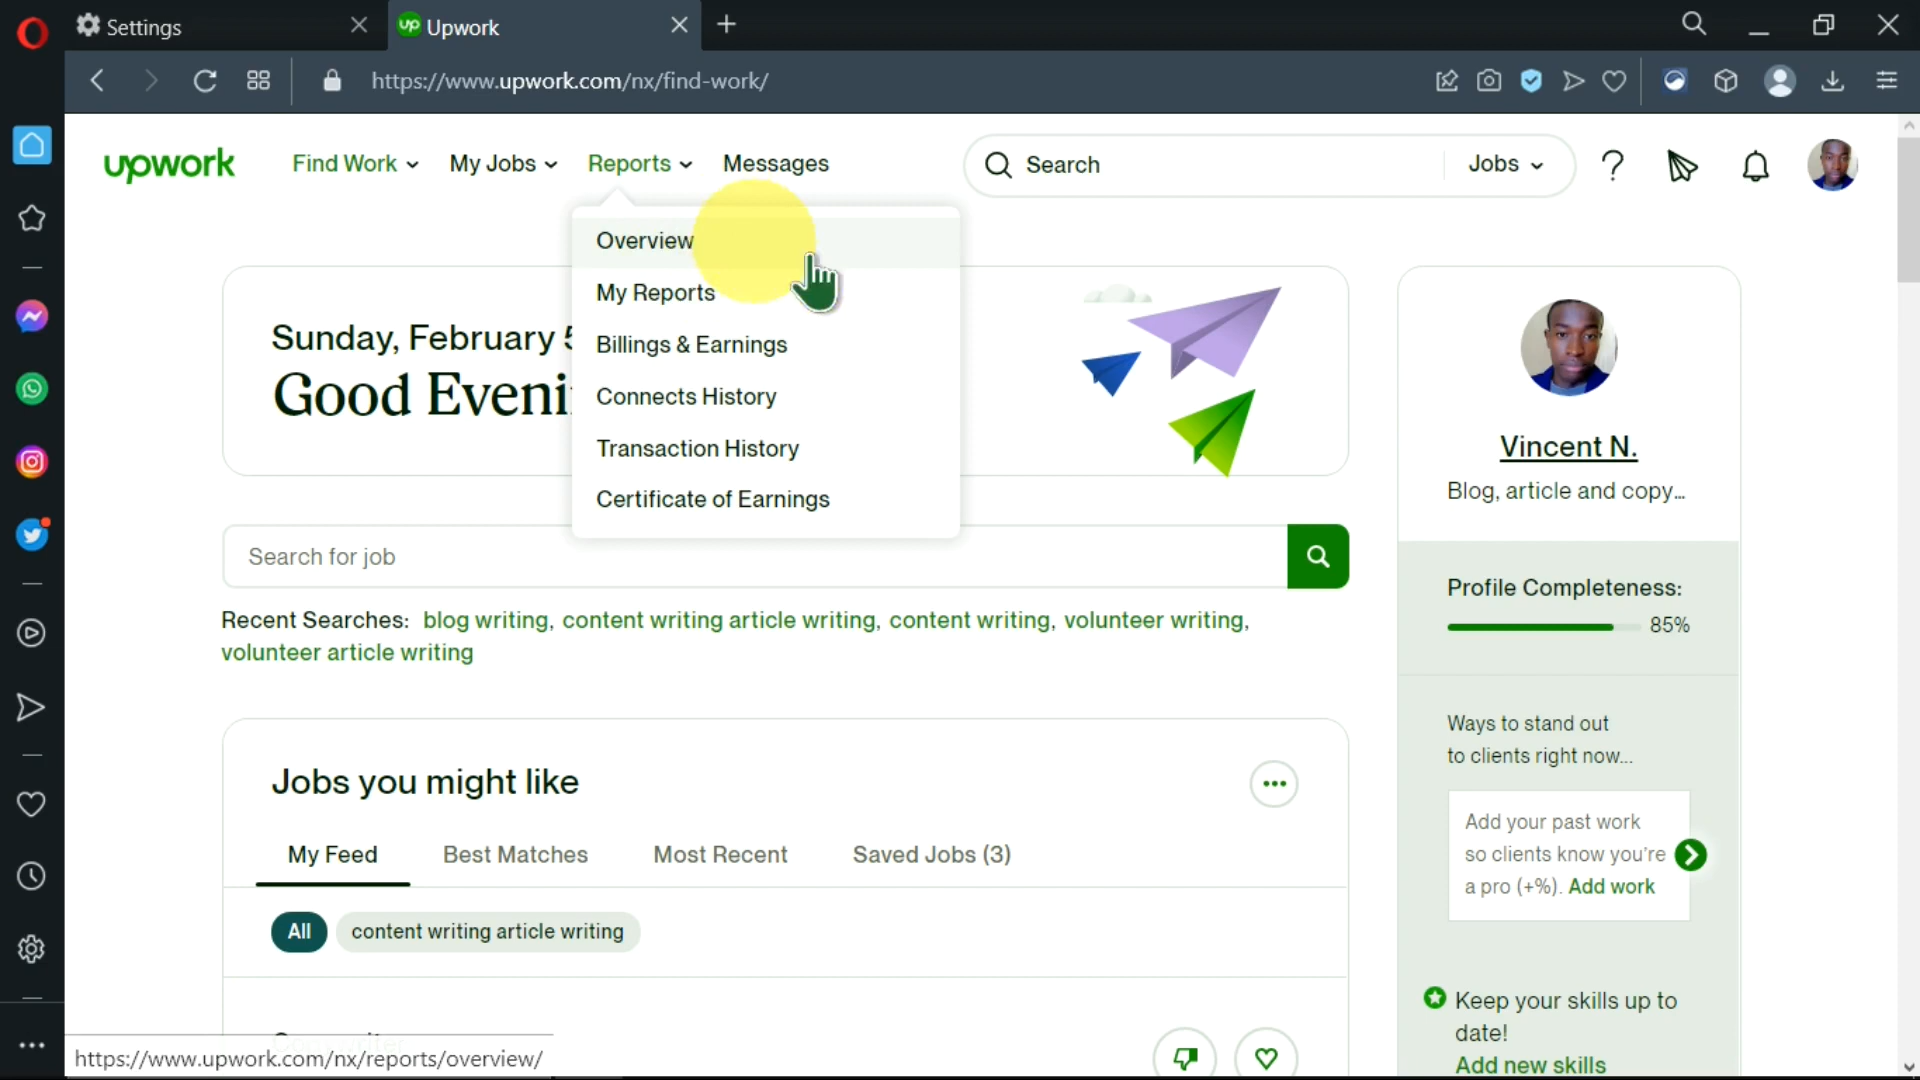 Settings
Upwork
https://www.upwork.com/nx/find-work/
upwork
Find Work
My Jobs
Reports
Messages
Search
Jobs
Overview
My Reports
Billings & Earnings
Connects History
Transaction History
Certificate of Earnings
Sunday, February 5
Good Eveni
Search for job
Recent Searches: blog writing, content writing article writing, content writing, volunteer writing,
volunteer article writing
Jobs you might like
My Feed
Best Matches
Most Recent
Saved Jobs (3)
All
content writing article writing
https://www.upwork.com/nx/reports/overview/
Vincent N.
Blog, article and copy...
Profile Completeness:
85%
Ways to stand out
to clients right now...
Add your past work
so clients know you're
a pro (+%). Add work
Keep your skills up to
date!
Add new skills